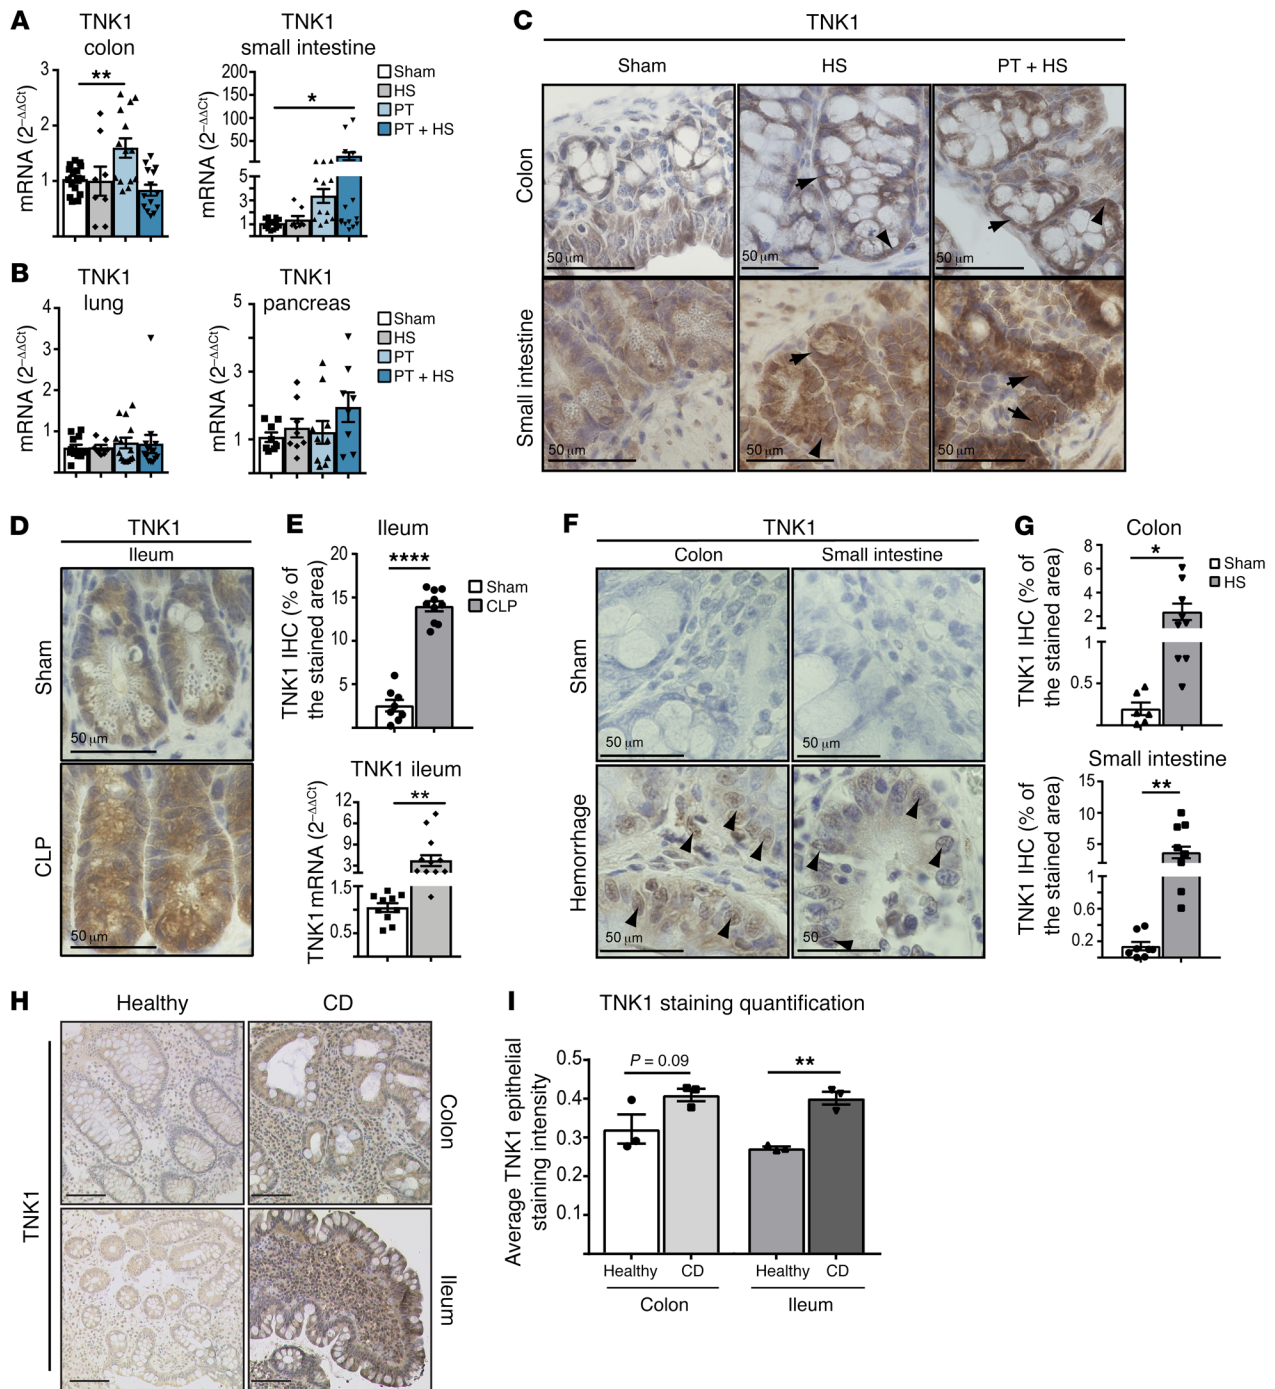 A
TNK1
colon
mRNA (2−ΔΔCt)
3
2
1
**
TNK1
small intestine
mRNA (2−ΔΔCt)
200
150
100
50
5
3
1
*
Sham
HS
PT
PT + HS
B
TNK1
lung
mRNA (2−ΔΔCt)
4
3
2
1
TNK1
pancreas
mRNA (2−ΔΔCt)
5
3
1
Sham
HS
PT
PT + HS
C
TNK1
Sham
HS
PT + HS
Colon
50 μm
50 μm
50 μm
Small intestine
50 μm
50 μm
50 μm
D
TNK1
Ileum
Sham
50 μm
CLP
50 μm
E
Ileum
TNK1 IHC (% of
the stained area)
20
15
10
5
****
Sham
CLP
TNK1 ileum
TNK1 mRNA (2−ΔΔCt)
12
9
6
3
1.5
0.5
**
F
TNK1
Colon
Small intestine
Sham
50 μm
50 μm
Hemorrhage
50 μm
50
G
Colon
TNK1 IHC (% of
the stained area)
8
6
4
2
1
0.5
*
Sham
HS
Small intestine
TNK1 IHC (% of
the stained area)
15
10
5
1
0.6
0.2
**
H
Healthy
CD
TNK1
Colon
Ileum
I
TNK1 staining quantification
Average TNK1 epithelial
staining intensity
0.5
0.4
0.3
0.2
0.1
P = 0.09
**
Healthy
CD
Healthy
CD
Colon
Ileum